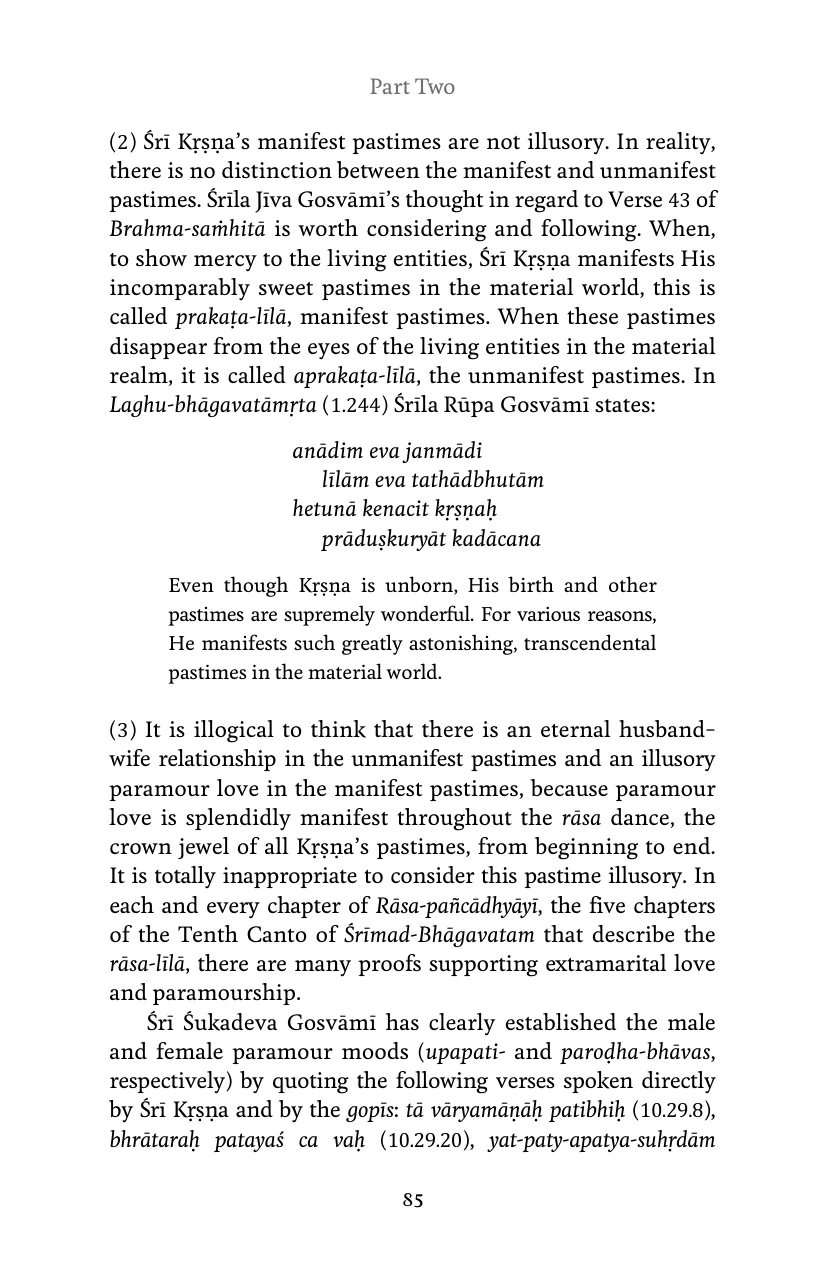 Part Two
(2) Śrī Kṛṣṇa’s manifest pastimes are not illusory. In reality,
there is no distinction between the manifest and unmanifest
pastimes. Śrīla Jīva Gosvāmī’s thought in regard to Verse 43 of
Brahma-saṁhitā is worth considering and following. When,
to show mercy to the living entities, Śrī Kṛṣṇa manifests His
incomparably sweet pastimes in the material world, this is
called prakaṭa-līlā, manifest pastimes. When these pastimes
disappear from the eyes of the living entities in the material
realm, it is called aprakaṭa-līlā, the unmanifest pastimes. In
Laghu-bhāgavatāmṛta (1.244) Śrīla Rūpa Gosvāmī states:
anādim eva janmādi
līlām eva tathādbhutām
hetunā kenacit kṛṣṇaḥ
prāduṣkuryāt kadācana
Even though Kṛṣṇa is unborn, His birth and other
pastimes are supremely wonderful. For various reasons,
He manifests such greatly astonishing, transcendental
pastimes in the material world.
(3) It is illogical to think that there is an eternal husband-
wife relationship in the unmanifest pastimes and an illusory
paramour love in the manifest pastimes, because paramour
love is splendidly manifest throughout the rāsa dance, the
crown jewel of all Kṛṣṇa’s pastimes, from beginning to end.
It is totally inappropriate to consider this pastime illusory. In
each and every chapter of Rāsa-pañcādhyāyī, the five chapters
of the Tenth Canto of Śrīmad-Bhāgavatam that describe the
rāsa-līlā, there are many proofs supporting extramarital love
and paramourship.
Śrī Śukadeva Gosvāmī has clearly established the male
and female paramour moods (upapati- and paroḍha-bhāvas,
respectively) by quoting the following verses spoken directly
by Śrī Kṛṣṇa and by the gopīs: tā vāryamāṇāḥ patibhiḥ (10.29.8),
bhrātaraḥ patayaś ca vaḥ (10.29.20), yat-paty-apatya-suhṛdām
85